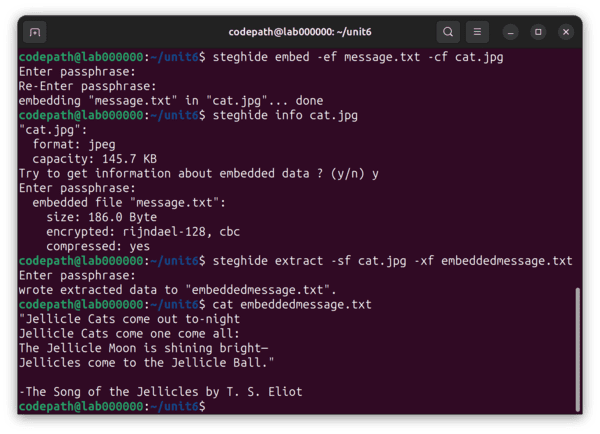 codepath@lab000000: ~/unit6
codepath@lab000000:~/unit6$ steghide embed -ef message.txt -cf cat.jpg
Enter passphrase:
Re-Enter passphrase:
embedding "message.txt" in "cat.jpg"... done
codepath@lab000000:~/unit6$ steghide info cat.jpg
"cat.jpg":
  format: jpeg
  capacity: 145.7 KB
Try to get information about embedded data ? (y/n) y
Enter passphrase:
  embedded file "message.txt":
    size: 186.0 Byte
    encrypted: rijndael-128, cbc
    compressed: yes
codepath@lab000000:~/unit6$ steghide extract -sf cat.jpg -xf embeddedmessage.txt
Enter passphrase:
wrote extracted data to "embeddedmessage.txt".
codepath@lab000000:~/unit6$ cat embeddedmessage.txt
"Jellicle Cats come out to-night
Jellicle Cats come one come all:
The Jellicle Moon is shining bright—
Jellicles come to the Jellicle Ball."

-The Song of the Jellicles by T. S. Eliot
codepath@lab000000:~/unit6$